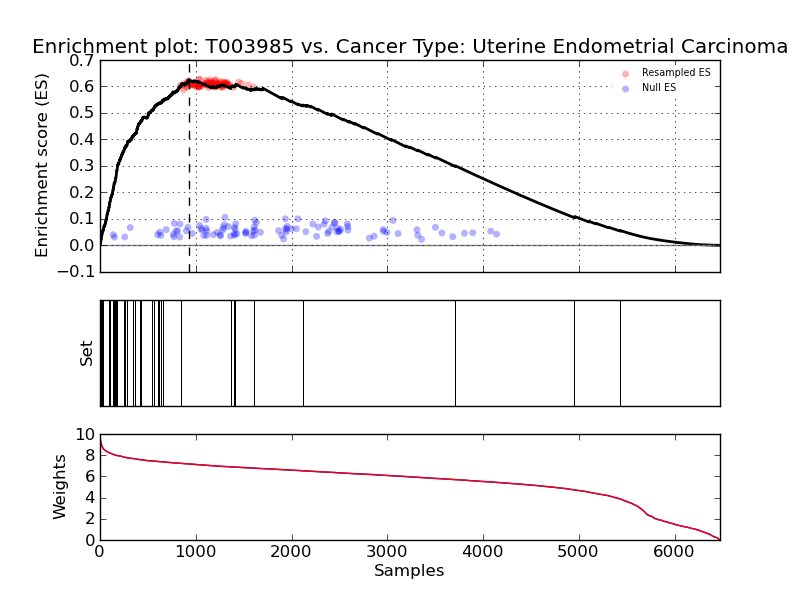 Enrichment plot: T003985 vs. Cancer Type: Uterine Endometrial Carcinoma
Enrichment score (ES)
0.7
0.6
0.5
0.4
0.3
0.2
0.1
0.0
−0.1
Resampled ES
Null ES
Set
Weights
10
8
6
4
2
0
0 1000 2000 3000 4000 5000 6000
Samples